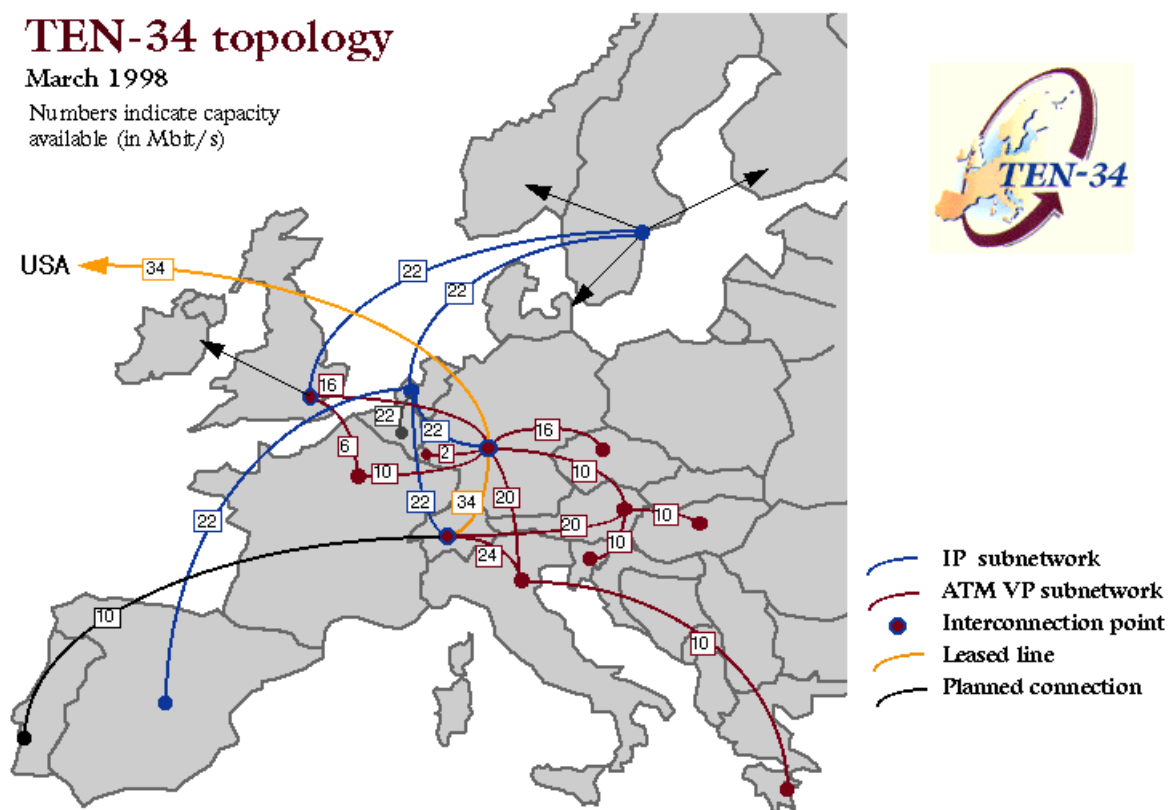 TEN-34 topology
March 1998
Numbers indicate capacity
available (in Mbit/s)
TEN-34
USA
34
22
22
16
22
22
16
6
2
10
10
20
22
34
22
10
20
10
24
10
10
IP subnetwork
ATM VP subnetwork
Interconnection point
Leased line
Planned connection
10